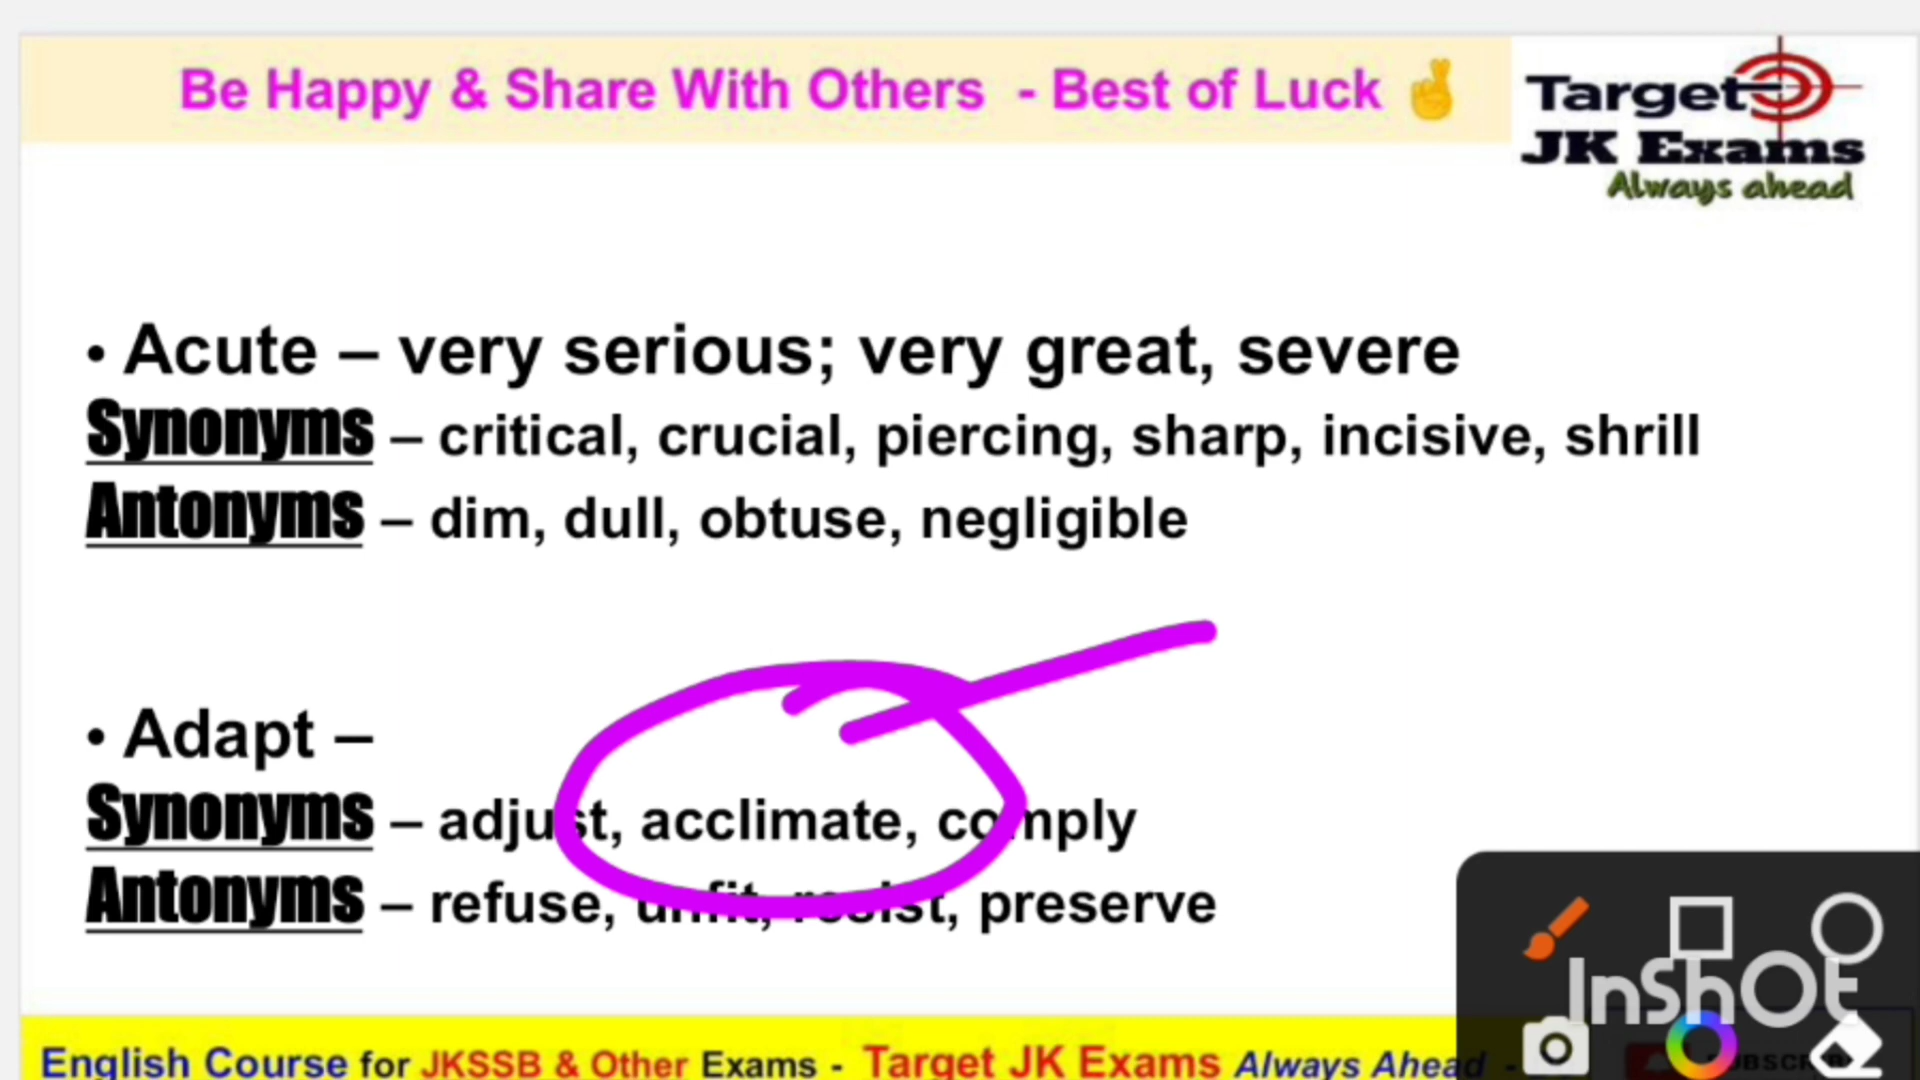 Be Happy & Share With Others - Best of Luck 🤞
Target
JK Exams
Always ahead
• Acute – very serious; very great, severe
Synonyms – critical, crucial, piercing, sharp, incisive, shrill
Antonyms – dim, dull, obtuse, negligible
• Adapt –
Synonyms – adjust, acclimate, comply
Antonyms – refuse, unfit, resist, preserve
InShOt
English Course for JKSSB & Other Exams - Target JK Exams Always Ahead -